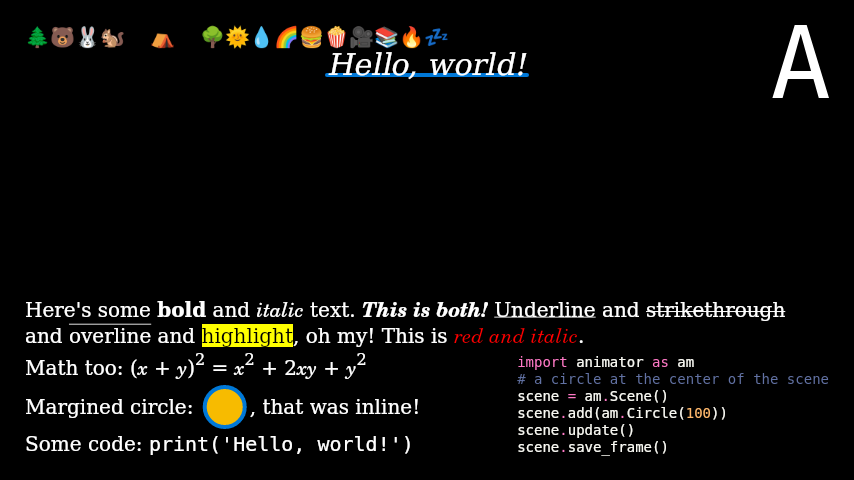 🌲🐻🐰🐿️ ⛺ 🌳🌞💧🌈🍔🍿🎥📚🔥💤
Hello, world!
A
Here's some bold and italic text. This is both! Underline and strikethrough
and overline and highlight, oh my! This is red and italic.
Math too: (x + y)² = x² + 2xy + y²
Margined circle: , that was inline!
Some code: print('Hello, world!')
import animator as am
# a circle at the center of the scene
scene = am.Scene()
scene.add(am.Circle(100))
scene.update()
scene.save_frame()